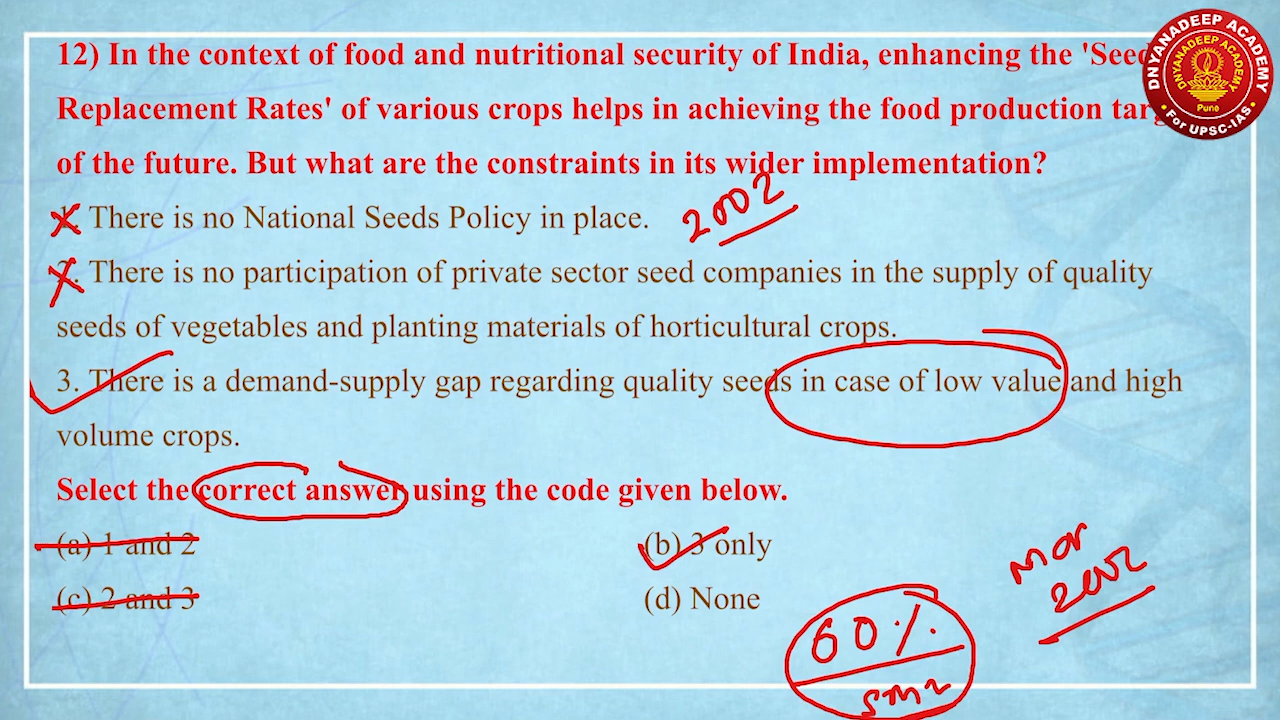 12) In the context of food and nutritional security of India, enhancing the 'Seed
Replacement Rates' of various crops helps in achieving the food production targ
of the future. But what are the constraints in its wider implementation?
1. There is no National Seeds Policy in place.
2002
2. There is no participation of private sector seed companies in the supply of quality
seeds of vegetables and planting materials of horticultural crops.
3. There is a demand-supply gap regarding quality seeds in case of low value and high
volume crops.
Select the correct answer using the code given below.
(a) 1 and 2
(b) 3 only
(c) 2 and 3
(d) None
2002
60%
DNYANADEEP ACADEMY
DNYANADEEP ACADEMY
Pune
• For UPSC-IAS •